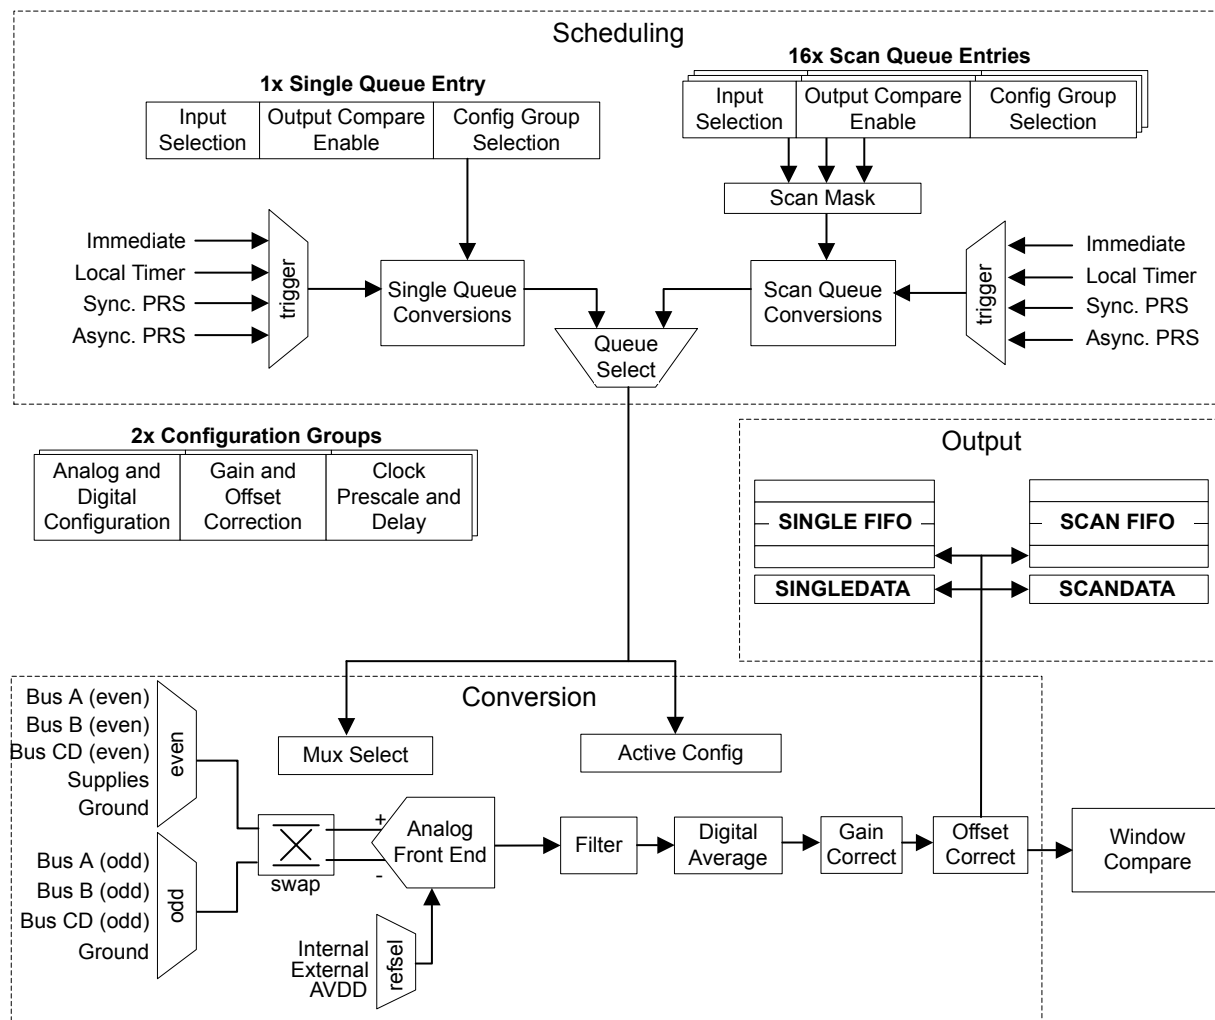 Scheduling
1x Single Queue Entry
Input Selection
Output Compare Enable
Config Group Selection
16x Scan Queue Entries
Input Selection
Output Compare Enable
Config Group Selection
Scan Mask
Immediate
Local Timer
Sync. PRS
Async. PRS
trigger
Single Queue Conversions
Queue Select
Scan Queue Conversions
trigger
Immediate
Local Timer
Sync. PRS
Async. PRS
2x Configuration Groups
Analog and Digital Configuration
Gain and Offset Correction
Clock Prescale and Delay
Output
SINGLE FIFO
SCAN FIFO
SINGLEDATA
SCANDATA
Conversion
Bus A (even)
Bus B (even)
Bus CD (even)
Supplies
Ground
even
Mux Select
Active Config
Bus A (odd)
Bus B (odd)
Bus CD (odd)
Ground
odd
swap
+
-
Analog Front End
Internal
External
AVDD
refsel
Filter
Digital Average
Gain Correct
Offset Correct
Window Compare